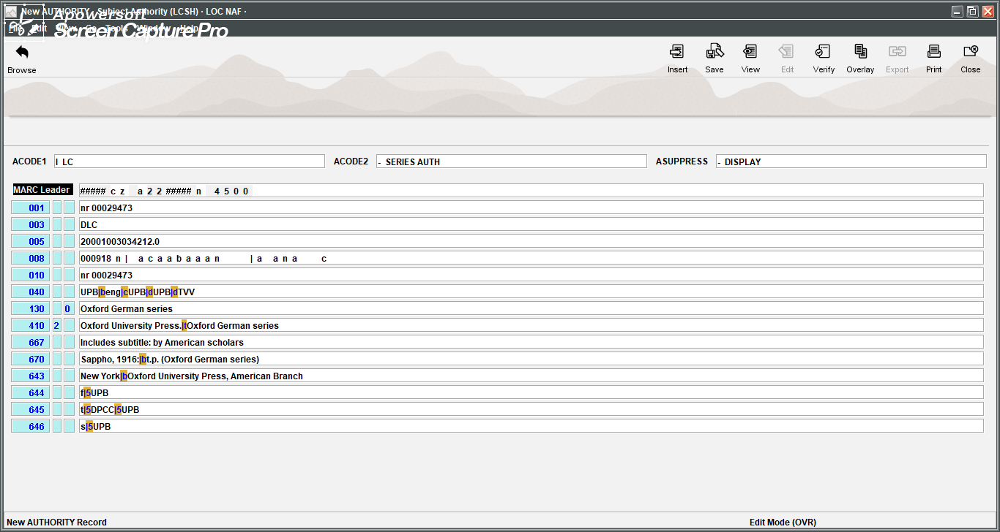 New AUTHORITY - Subject Authority (LCSH) · LOC NAF ·
Apowersoft
Screen Capture Pro
File Edit View Go Tools Window Help
Browse
Insert Save View Edit Verify Overlay Export Print Close
ACODE1 l LC ACODE2 - SERIES AUTH ASUPPRESS - DISPLAY
MARC Leader ##### c z a 2 2 ##### n 4 5 0 0
001 nr 00029473
003 DLC
005 20001003034212.0
008 000918 n | a c a a b a a a n | a a n a c
010 nr 00029473
040 UPB|beng|cUPB|dUPB|dTVV
130 0 Oxford German series
410 2 Oxford University Press.|tOxford German series
667 Includes subtitle: by American scholars
670 Sappho, 1916:|bt.p. (Oxford German series)
643 New York|bOxford University Press, American Branch
644 f|5UPB
645 t|5DPCC|5UPB
646 s|5UPB
New AUTHORITY Record Edit Mode (OVR)